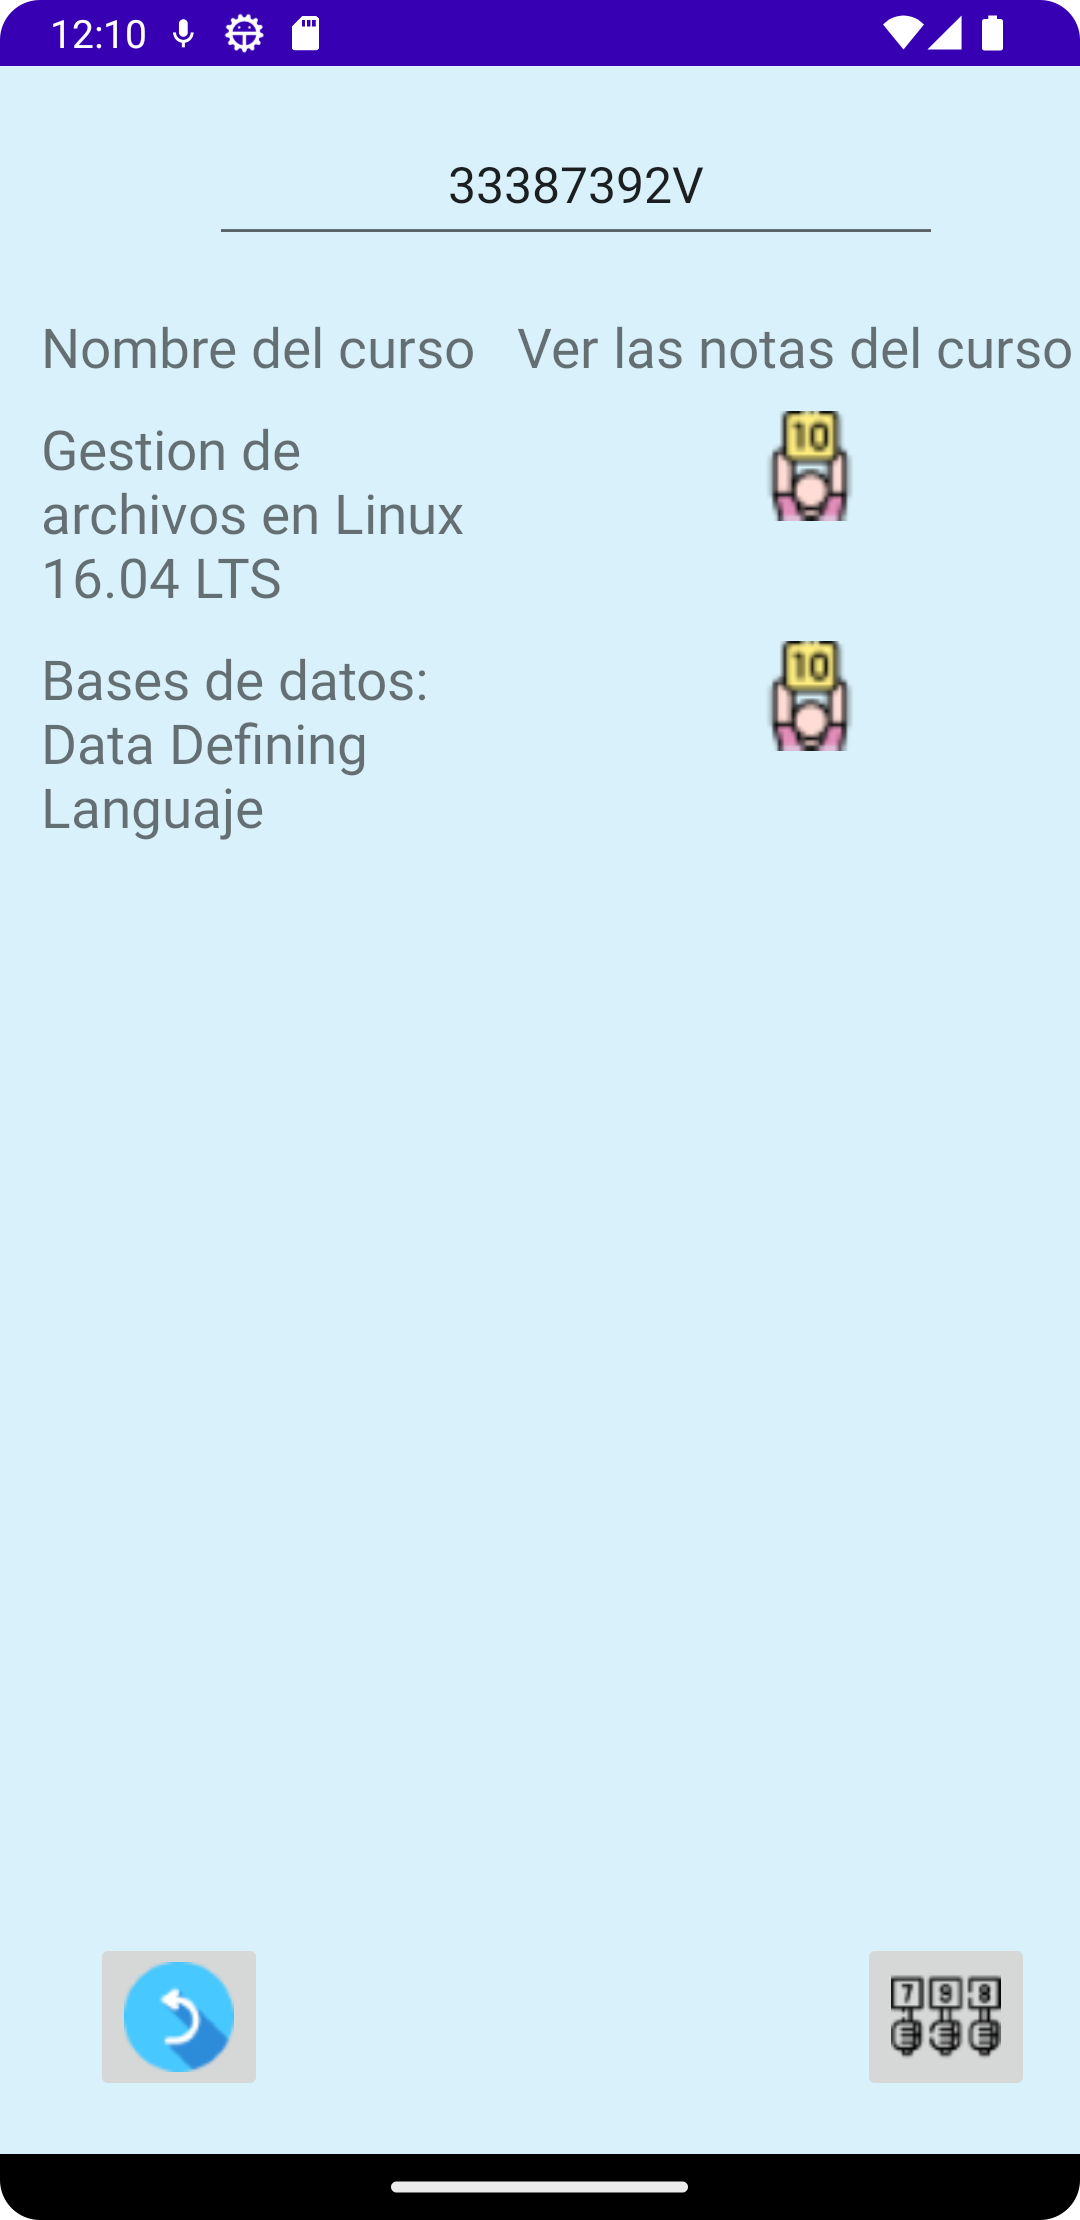 12:10
33387392V
Nombre del curso Ver las notas del curso
10
Gestion de
archivos en Linux
16.04 LTS
10
Bases de datos:
Data Defining
Languaje
7 9 8